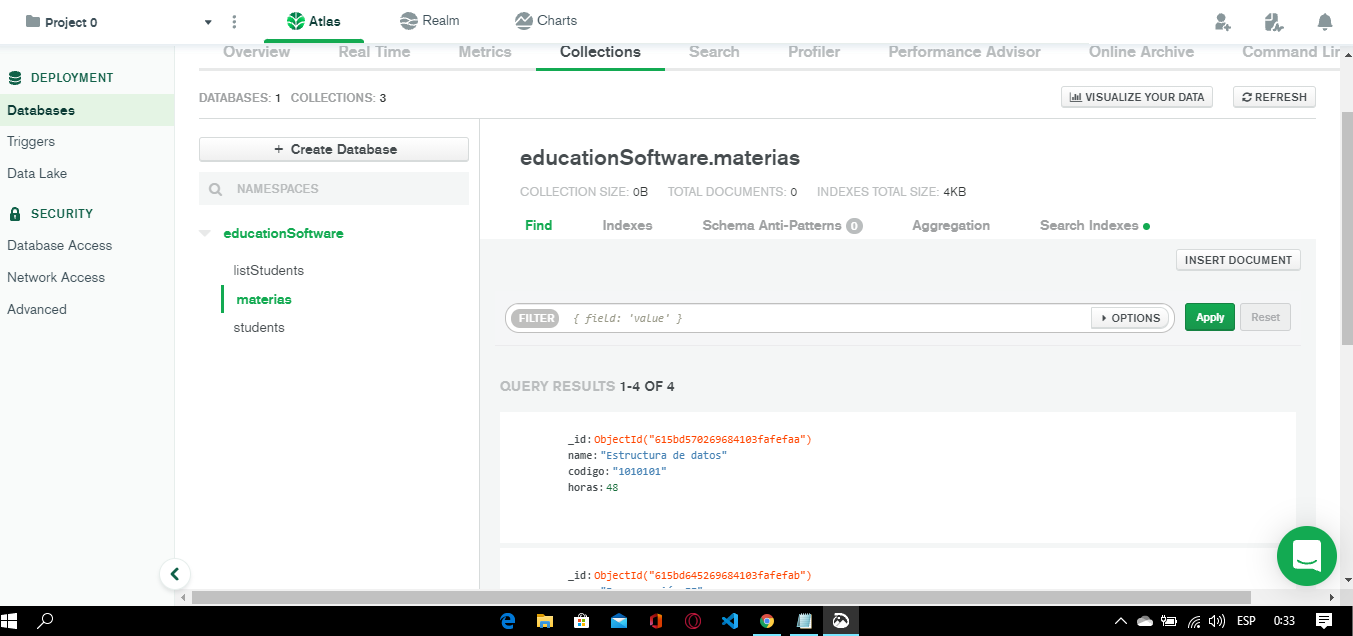 Project 0
Atlas
Realm
Charts
Overview
Real Time
Metrics
Collections
Search
Profiler
Performance Advisor
Online Archive
Command Lin
DEPLOYMENT
Databases
Triggers
Data Lake
SECURITY
Database Access
Network Access
Advanced
DATABASES: 1 COLLECTIONS: 3
VISUALIZE YOUR DATA
REFRESH
+ Create Database
NAMESPACES
educationSoftware
listStudents
materias
students
educationSoftware.materias
COLLECTION SIZE: 0B TOTAL DOCUMENTS: 0 INDEXES TOTAL SIZE: 4KB
Find
Indexes
Schema Anti-Patterns 0
Aggregation
Search Indexes
INSERT DOCUMENT
FILTER { field: 'value' }
OPTIONS
Apply
Reset
QUERY RESULTS 1-4 OF 4
_id: ObjectId("615bd570269684103fafefaa")
name: "Estructura de datos"
codigo: "1010101"
horas: 48
_id: ObjectId("615bd645269684103fafefab")
ESP
0:33